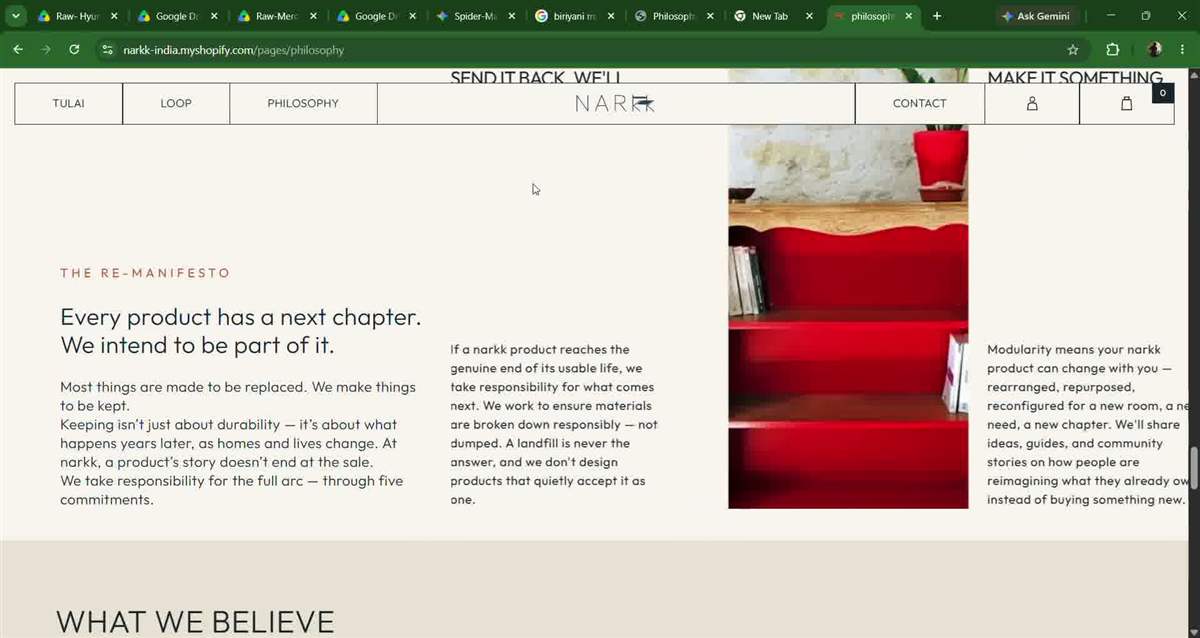 Raw- Hyu
Google D
Raw-Merc
Google D
Spider-Ma
biriyani m
Philosoph
New Tab
philosoph
Ask Gemini
narkk-india.myshopify.com/pages/philosophy
SEND IT BACK. WE'LL
MAKE IT SOMETHING
TULAI
LOOP
PHILOSOPHY
NARKK
CONTACT
0
THE RE-MANIFESTO
Every product has a next chapter.
We intend to be part of it.
Most things are made to be replaced. We make things
to be kept.
Keeping isn't just about durability — it's about what
happens years later, as homes and lives change. At
narkk, a product's story doesn't end at the sale.
We take responsibility for the full arc — through five
commitments.
If a narkk product reaches the
genuine end of its usable life, we
take responsibility for what comes
next. We work to ensure materials
are broken down responsibly — not
dumped. A landfill is never the
answer, and we don't design
products that quietly accept it as
one.
Modularity means your narkk
product can change with you —
rearranged, repurposed,
reconfigured for a new room, a ne
need, a new chapter. We'll share
ideas, guides, and community
stories on how people are
reimagining what they already ow
instead of buying something new.
WHAT WE BELIEVE